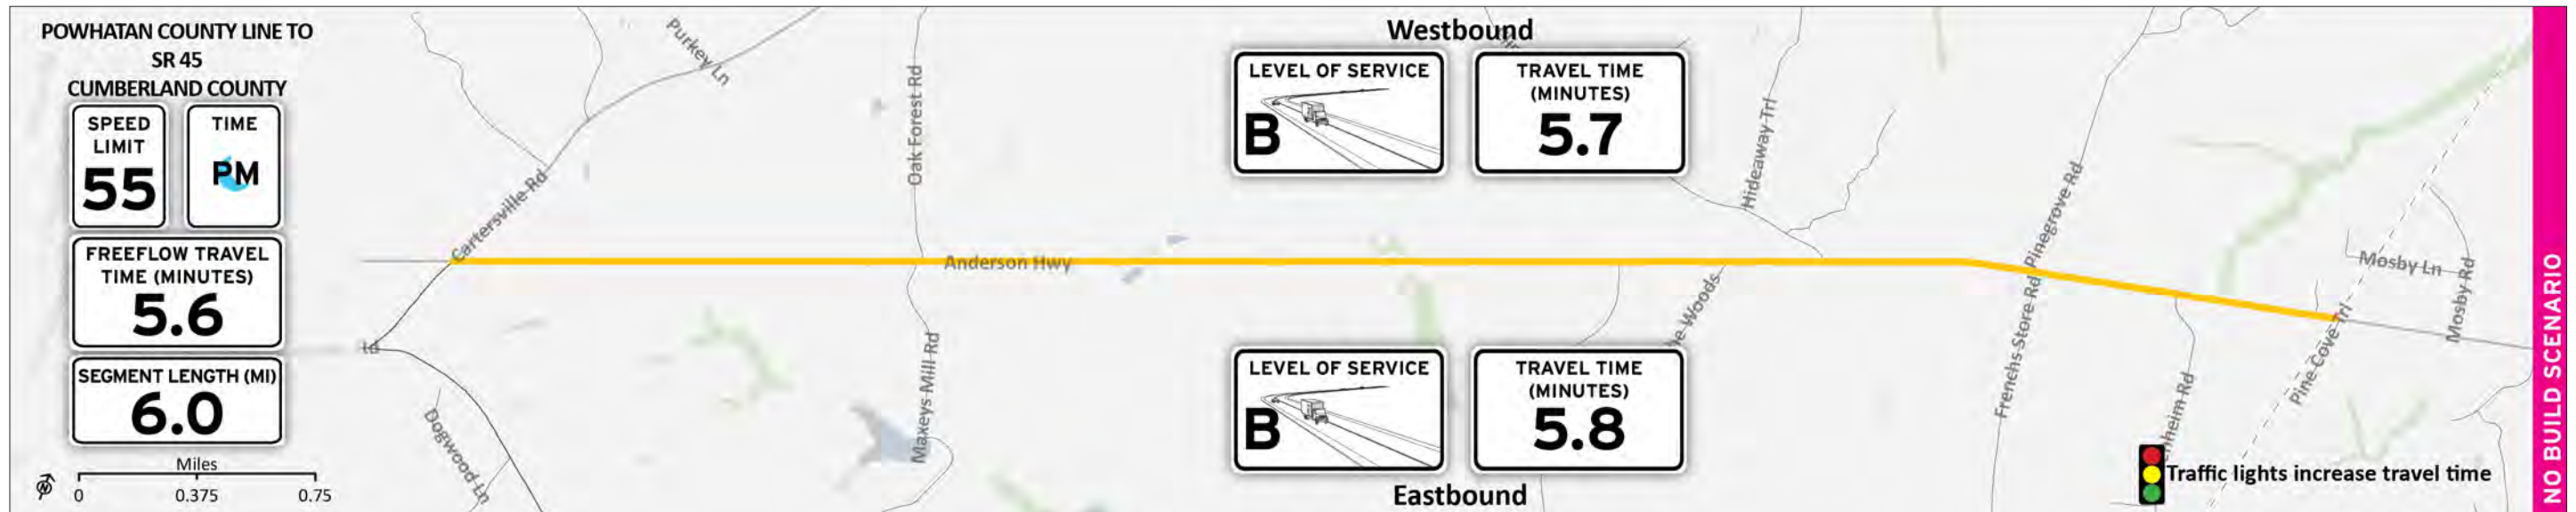 POWHATAN COUNTY LINE TO
SR 45
CUMBERLAND COUNTY
SPEED
LIMIT
55
TIME
PM
FREEFLOW TRAVEL
TIME (MINUTES)
5.6
SEGMENT LENGTH (MI)
6.0
Miles
0 0.375 0.75
Purkey Ln
Cartersville Rd
Dogwood Ln
Oak Forest Rd
Anderson Hwy
Maxeys Mill Rd
Westbound
LEVEL OF SERVICE
B
TRAVEL TIME
(MINUTES)
5.7
LEVEL OF SERVICE
B
TRAVEL TIME
(MINUTES)
5.8
Eastbound
Hideaway Trl
Woods
Pinegrove Rd
Frenchs Store Rd
nheim Rd
Pine Cove Trl
Mosby Ln
Mosby Rd
Traffic lights increase travel time
NO BUILD SCENARIO